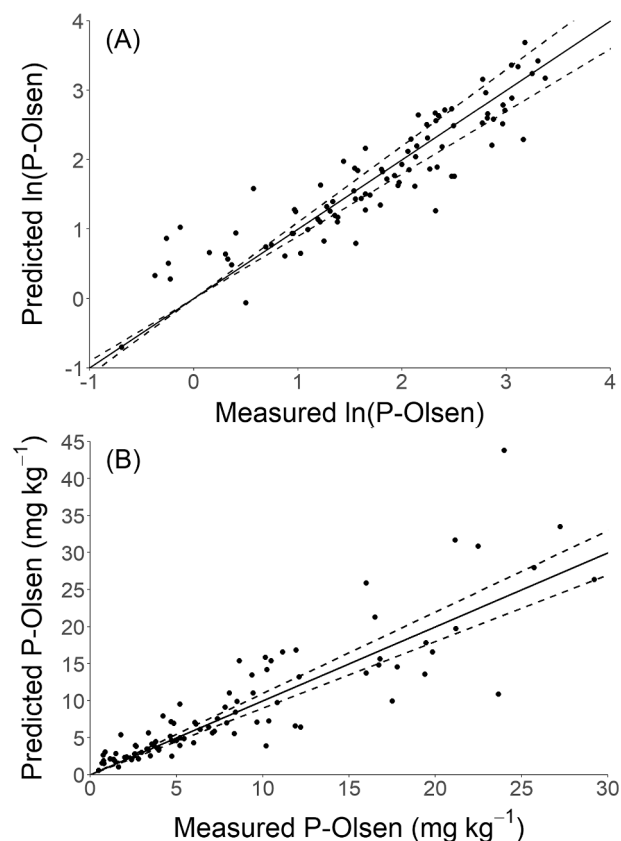 (A)
4
3
2
1
0
-1
Predicted ln(P-Olsen)
-1 0 1 2 3 4
Measured ln(P-Olsen)
(B)
45
40
35
30
25
20
15
10
5
0
Predicted P-Olsen (mg kg⁻¹)
0 5 10 15 20 25 30
Measured P-Olsen (mg kg⁻¹)